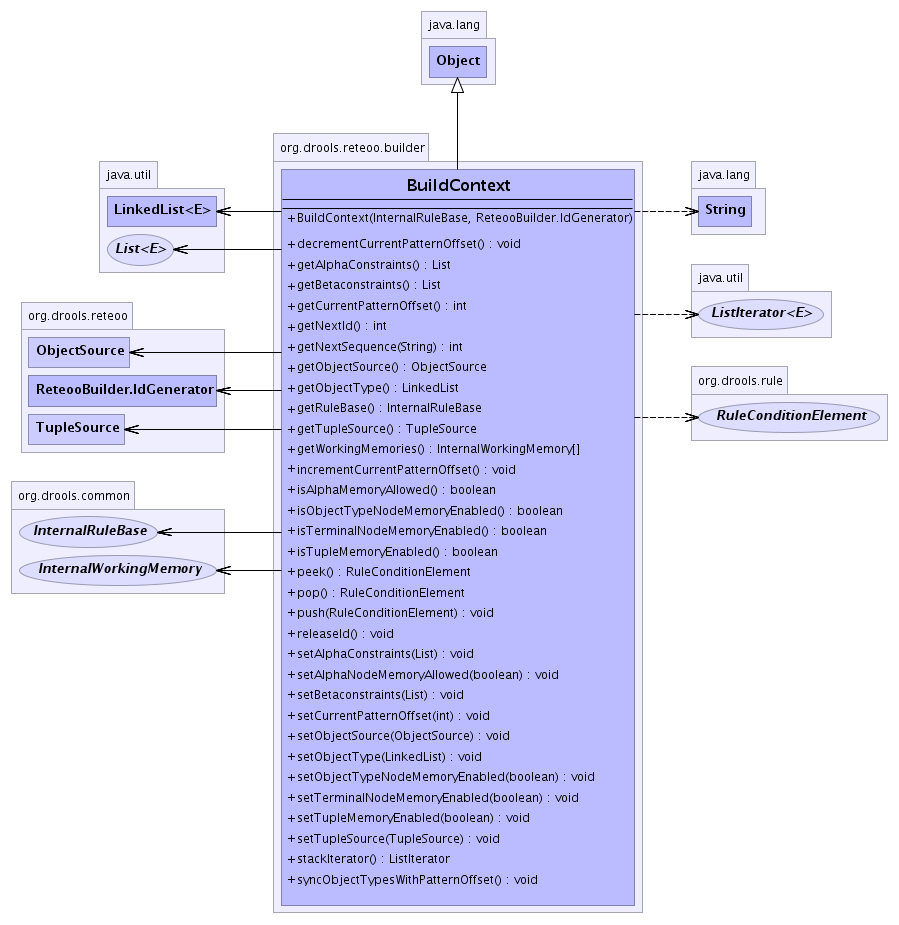 java.lang
Object
org.drools.reteoo.builder
BuildContext
+BuildContext(InternalRuleBase, ReteooBuilder.IdGenerator)
+decrementCurrentPatternOffset() : void
+getAlphaConstraints() : List
+getBetaconstraints() : List
+getCurrentPatternOffset() : int
+getNextId() : int
+getNextSequence(String) : int
+getObjectSource() : ObjectSource
+getObjectType() : LinkedList
+getRuleBase() : InternalRuleBase
+getTupleSource() : TupleSource
+getWorkingMemories() : InternalWorkingMemory[]
+incrementCurrentPatternOffset() : void
+isAlphaMemoryAllowed() : boolean
+isObjectTypeNodeMemoryEnabled() : boolean
+isTerminalNodeMemoryEnabled() : boolean
+isTupleMemoryEnabled() : boolean
+peek() : RuleConditionElement
+pop() : RuleConditionElement
+push(RuleConditionElement) : void
+releaseId() : void
+setAlphaConstraints(List) : void
+setAlphaNodeMemoryAllowed(boolean) : void
+setBetaconstraints(List) : void
+setCurrentPatternOffset(int) : void
+setObjectSource(ObjectSource) : void
+setObjectType(LinkedList) : void
+setObjectTypeNodeMemoryEnabled(boolean) : void
+setTerminalNodeMemoryEnabled(boolean) : void
+setTupleMemoryEnabled(boolean) : void
+setTupleSource(TupleSource) : void
+stackIterator() : ListIterator
+syncObjectTypesWithPatternOffset() : void
java.util
LinkedList<E>
List<E>
org.drools.reteoo
ObjectSource
ReteooBuilder.IdGenerator
TupleSource
org.drools.common
InternalRuleBase
InternalWorkingMemory
java.lang
String
java.util
ListIterator<E>
org.drools.rule
RuleConditionElement